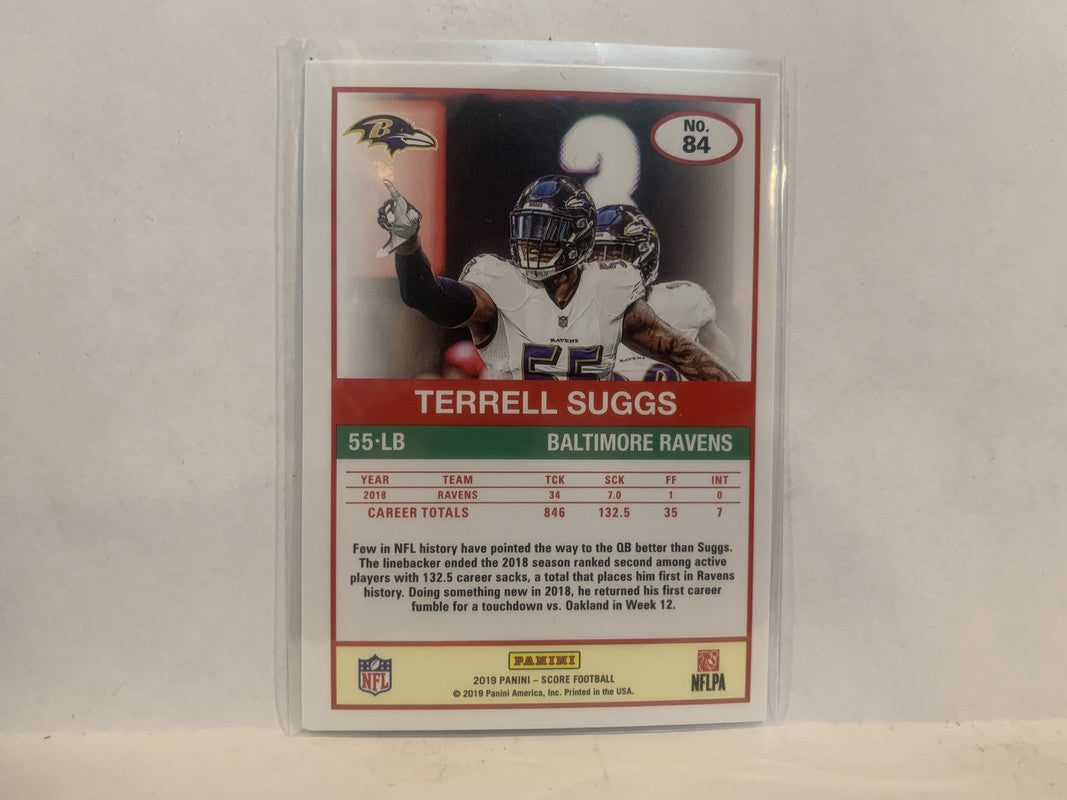 B
NO.
84
RAVENS
55
RAVENS
TERRELL SUGGS
55·LB BALTIMORE RAVENS
YEAR TEAM TCK SCK FF INT
2018 RAVENS 34 7.0 1 0
CAREER TOTALS 846 132.5 35 7
Few in NFL history have pointed the way to the QB better than Suggs.
The linebacker ended the 2018 season ranked second among active
players with 132.5 career sacks, a total that places him first in Ravens
history. Doing something new in 2018, he returned his first career
fumble for a touchdown vs. Oakland in Week 12.
NFL
PANINI
2019 PANINI – SCORE FOOTBALL
© 2019 Panini America, Inc. Printed in the USA.
NFLPA